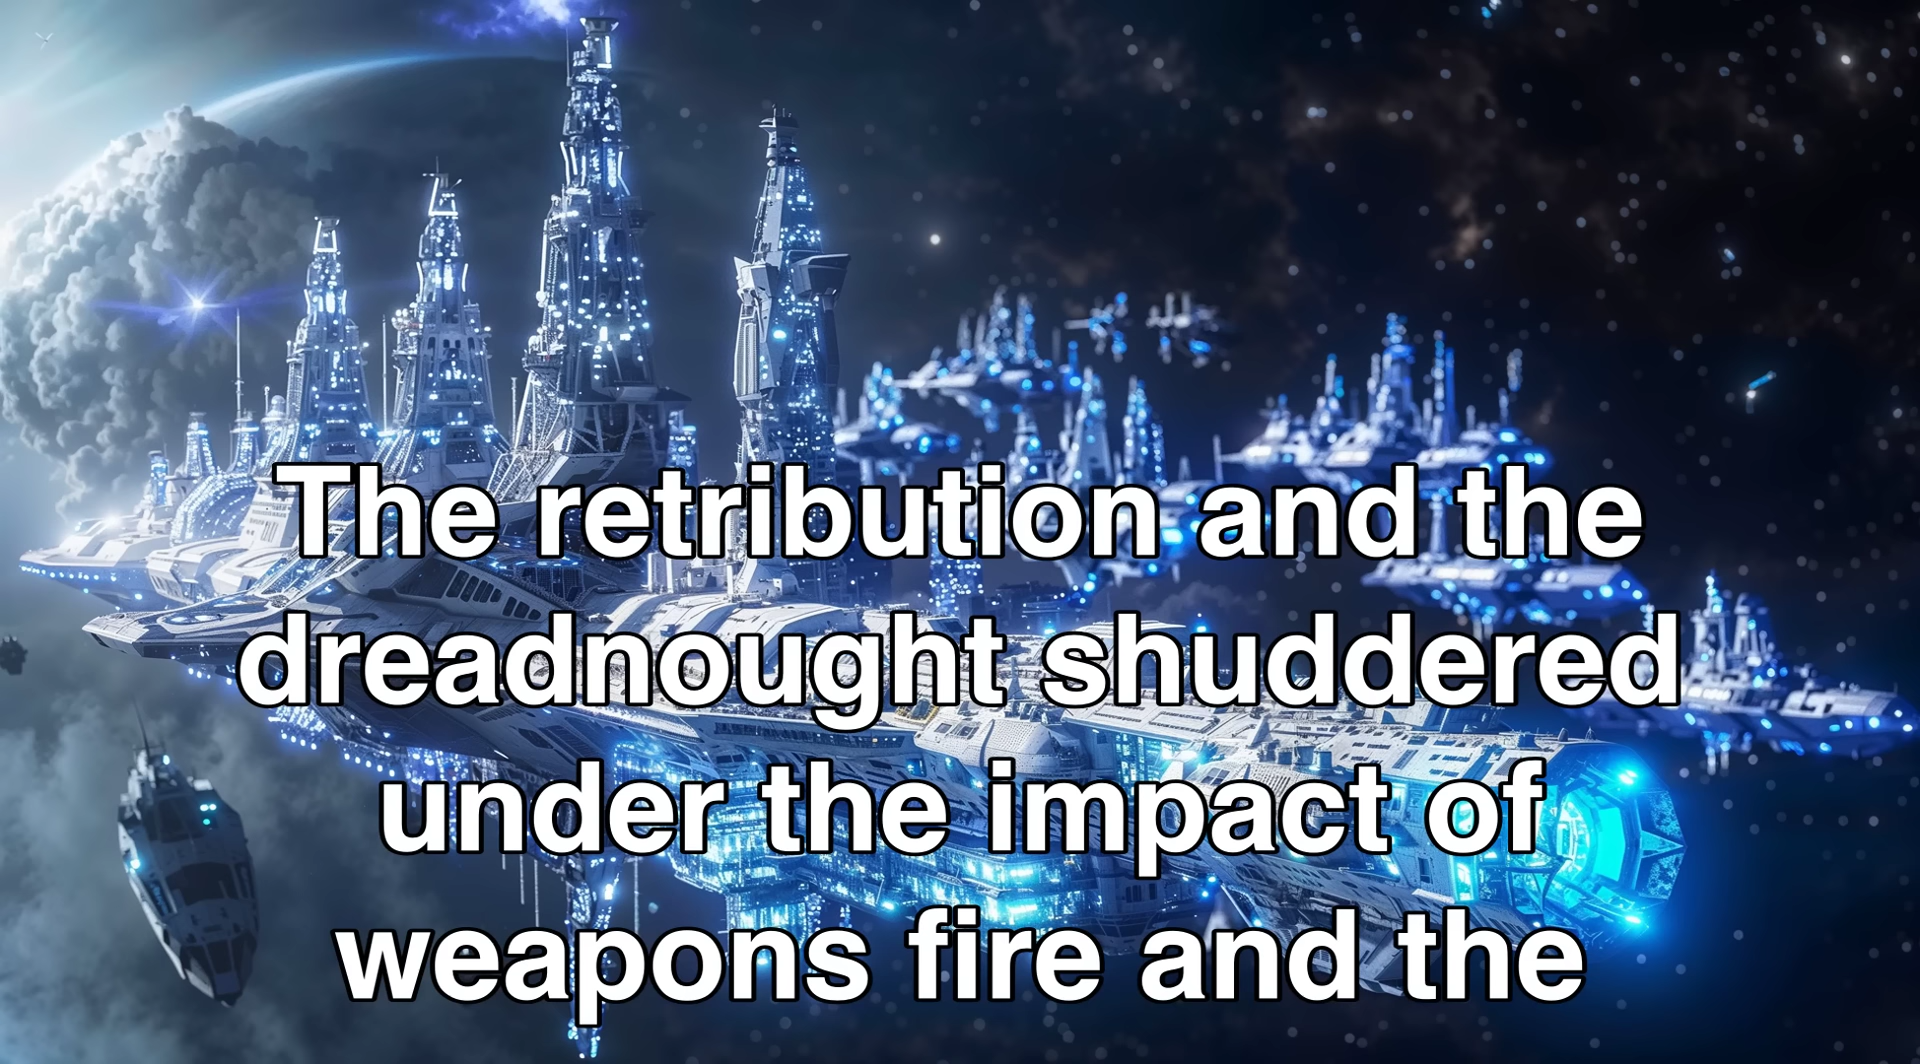 The retribution and the
dreadnought shuddered
under the impact of
weapons fire and the